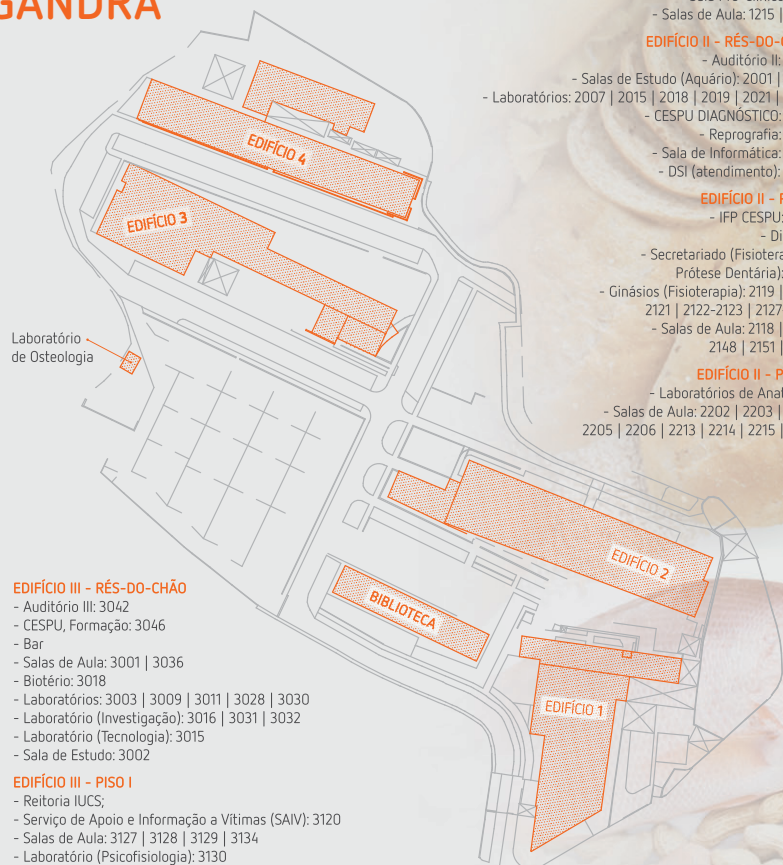 GANDRA
- Salas de Aula: 1215 |
EDIFÍCIO II - RÉS-DO-
- Auditório II:
- Salas de Estudo (Aquário): 2001 |
- Laboratórios: 2007 | 2015 | 2018 | 2019 | 2021 |
- CESPU DIAGNÓSTICO:
- Reprografia:
- Sala de Informática:
- DSI (atendimento):
EDIFÍCIO II -
- IFP CESPU:
- Secretariado
Prótese Dentária):
- Ginásios (Fisioterapia): 2119 |
2121 | 2122-2123 | 2127
- Salas de Aula: 2118 |
2148 | 2151 |
EDIFÍCIO II -
- Laboratórios de
- Salas de Aula: 2202 | 2203 |
2205 | 2206 | 2213 | 2214 | 2215 |
EDIFÍCIO 4
EDIFÍCIO 3
Laboratório
de Osteologia
EDIFÍCIO 2
BIBLIOTECA
EDIFÍCIO 1
EDIFÍCIO III - RÉS-DO-CHÃO
- Auditório III: 3042
- CESPU, Formação: 3046
- Bar
- Salas de Aula: 3001 | 3036
- Biotério: 3018
- Laboratórios: 3003 | 3009 | 3011 | 3028 | 3030
- Laboratório (Investigação): 3016 | 3031 | 3032
- Laboratório (Tecnologia): 3015
- Sala de Estudo: 3002
EDIFÍCIO III - PISO I
- Reitoria IUCS;
- Serviço de Apoio e Informação a Vítimas (SAIV): 3120
- Salas de Aula: 3127 | 3128 | 3129 | 3134
- Laboratório (Psicofisiologia): 3130